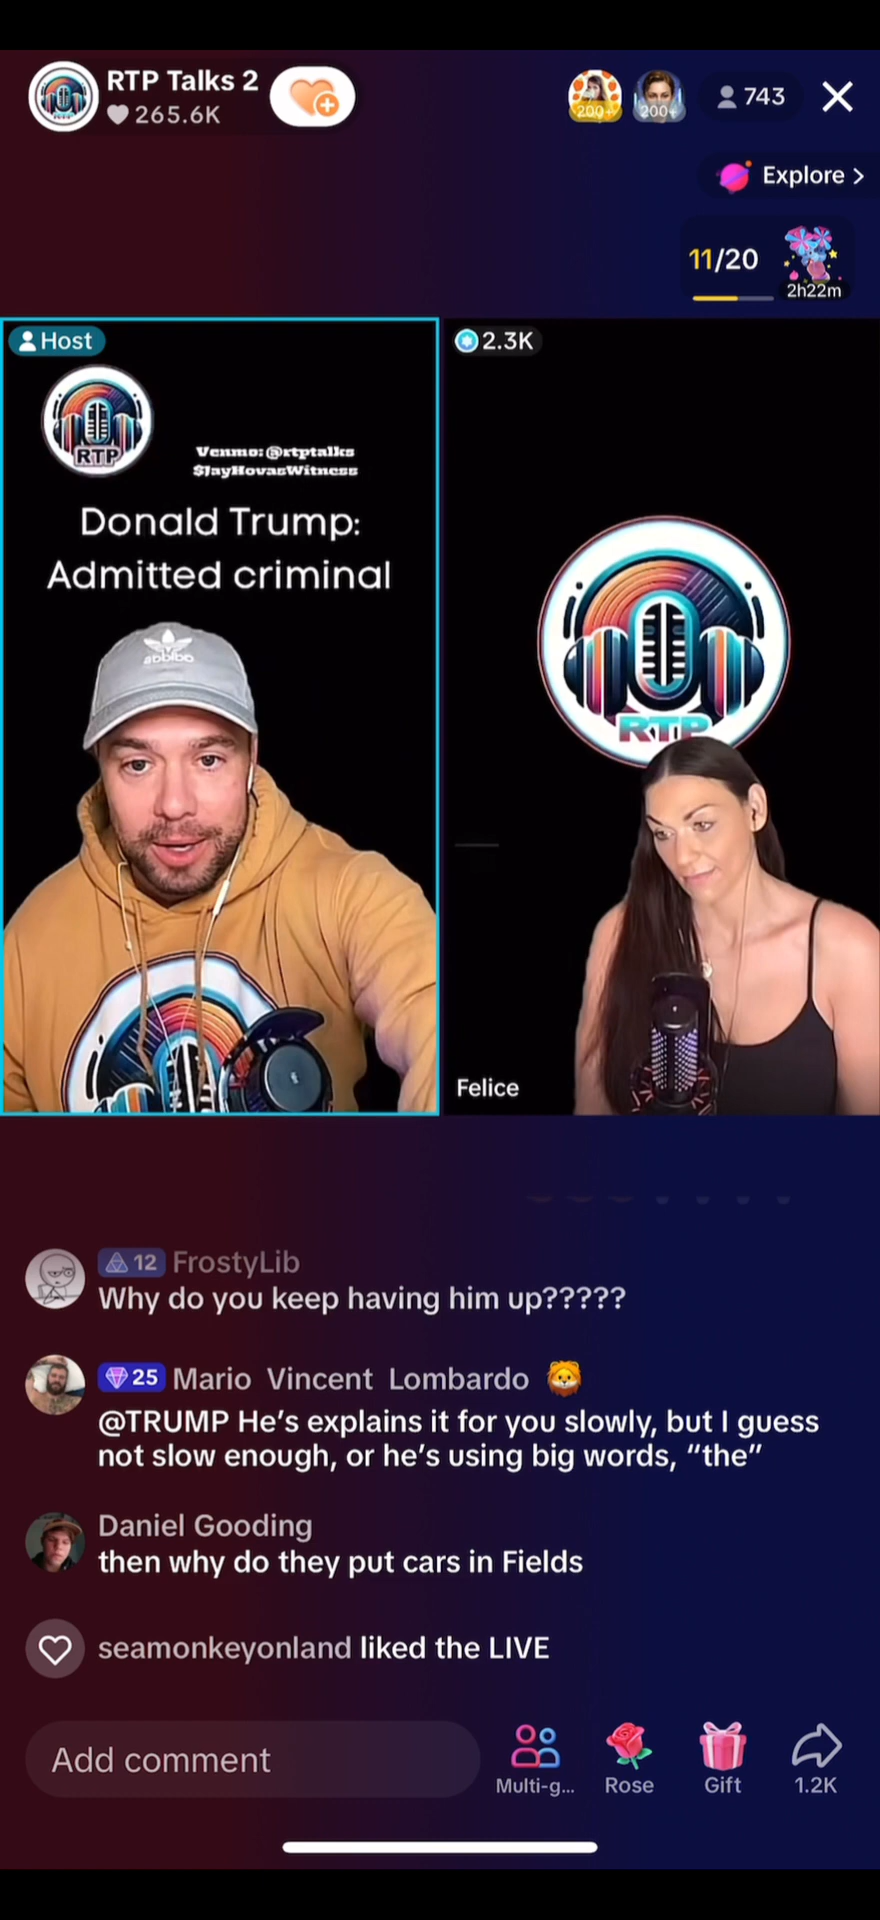 RTP Talks 2
265.6K
200+
200+
743
Explore >
11/20
2h22m
Host
2.3K
RTP
Venmo: @rtptalks
$JayHovasWitness
Donald Trump:
Admitted criminal
RTP
Felice
12 FrostyLib
Why do you keep having him up?????
25 Mario Vincent Lombardo 🦁
@TRUMP He’s explains it for you slowly, but I guess
not slow enough, or he’s using big words, “the”
Daniel Gooding
then why do they put cars in Fields
seamonkeyonland liked the LIVE
Add comment
Multi-g...
Rose
Gift
1.2K